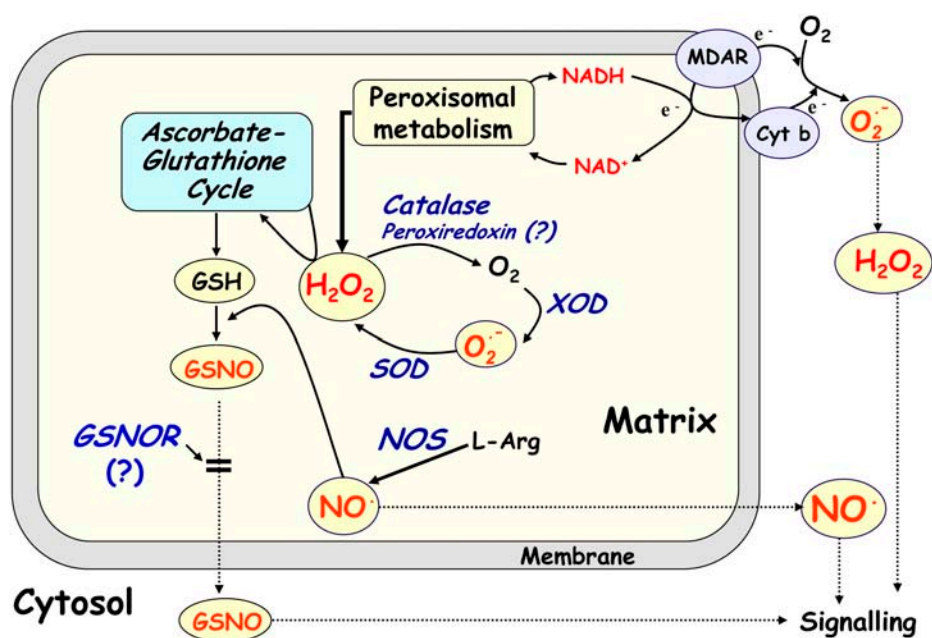 MDAR
e⁻
O₂
NADH
Peroxisomal
metabolism
e⁻
e⁻
Cyt b
O₂·⁻
Ascorbate-
Glutathione
Cycle
NAD⁺
Catalase
Peroxiredoxin (?)
O₂
H₂O₂
GSH
H₂O₂
XOD
O₂·⁻
SOD
GSNO
Matrix
GSNOR
(?)
NOS
L-Arg
NO·
NO·
Membrane
Cytosol
GSNO
Signalling